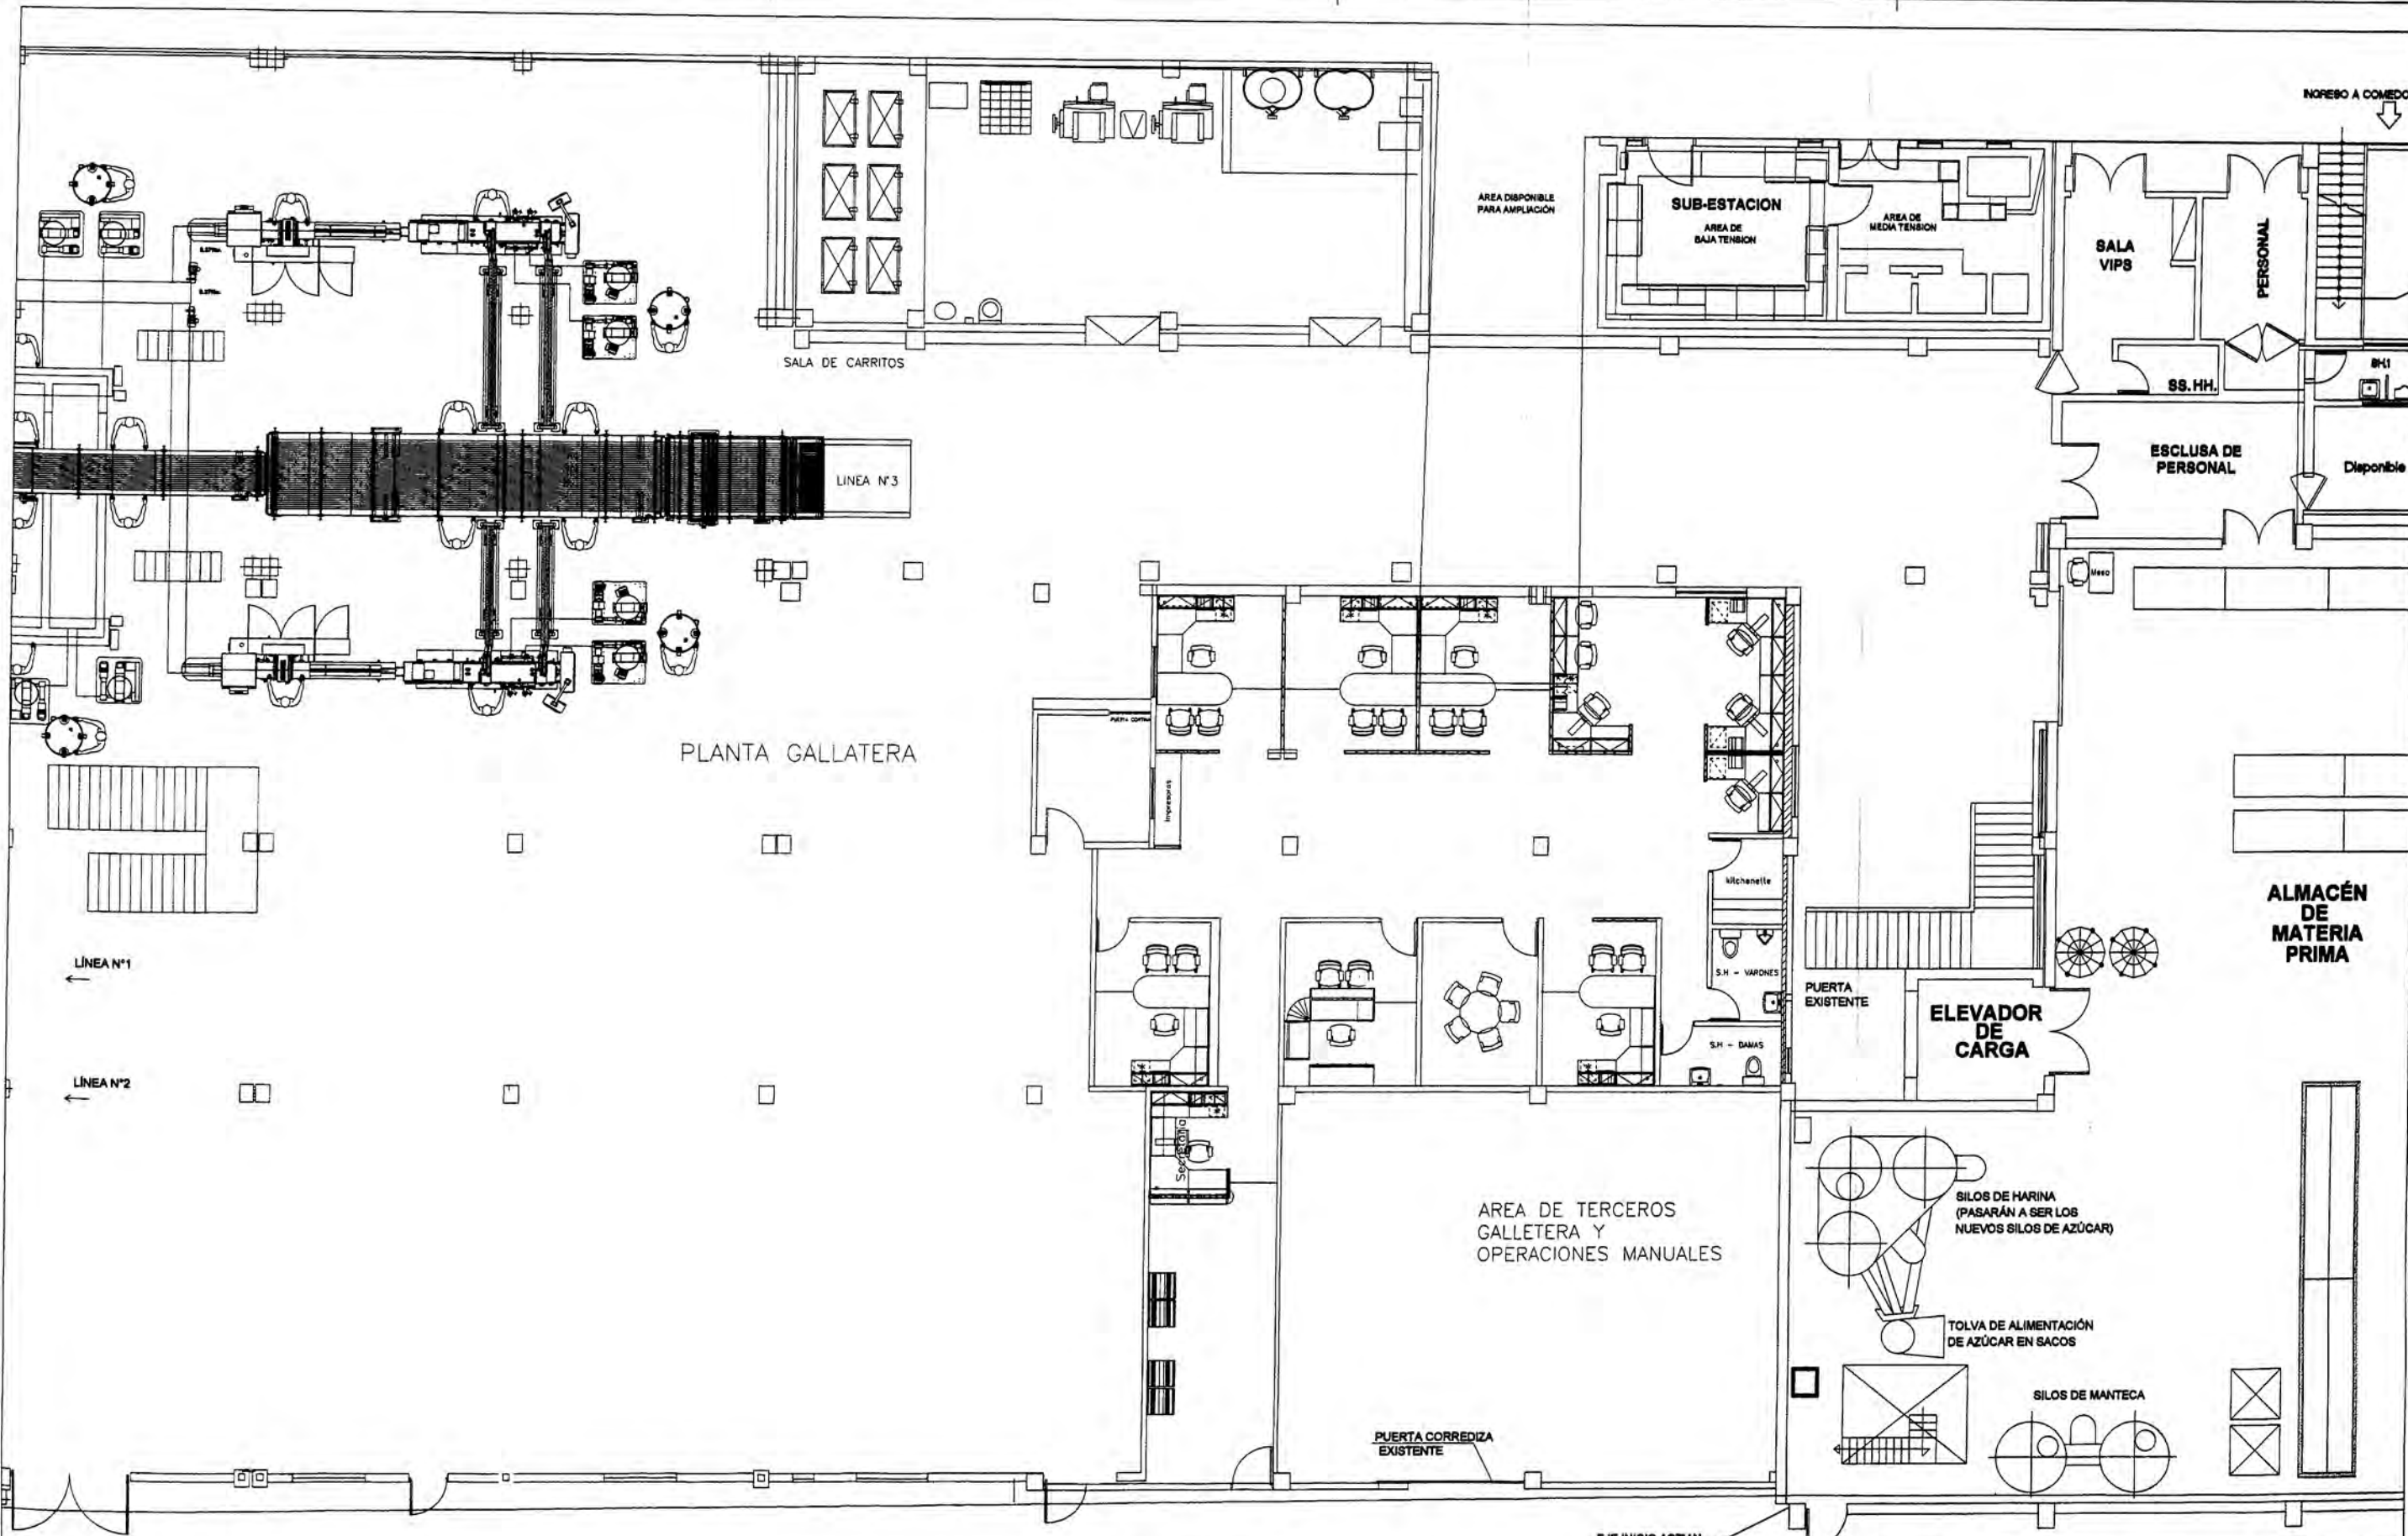 INGRESO A COMEDO
AREA DISPONIBLE
PARA AMPLIACIÓN
SUB-ESTACION
AREA DE
BAJA TENSION
AREA DE
MEDIA TENSION
SALA
VIPS
PERSONAL
SS. HH.
SH.1
SALA DE CARRITOS
LINEA N°3
ESCLUSA DE
PERSONAL
Disponible
Mesa
PLANTA GALLATERA
Impresoras
kitchenette
S.H - VARONES
S.H - DAMAS
PUERTA
EXISTENTE
ELEVADOR
DE
CARGA
ALMACÉN
DE
MATERIA
PRIMA
LÍNEA N°1
LÍNEA N°2
Secretaria
AREA DE TERCEROS
GALLETERA Y
OPERACIONES MANUALES
SILOS DE HARINA
(PASARÁN A SER LOS
NUEVOS SILOS DE AZÚCAR)
TOLVA DE ALIMENTACIÓN
DE AZÚCAR EN SACOS
SILOS DE MANTECA
PUERTA CORREDIZA
EXISTENTE